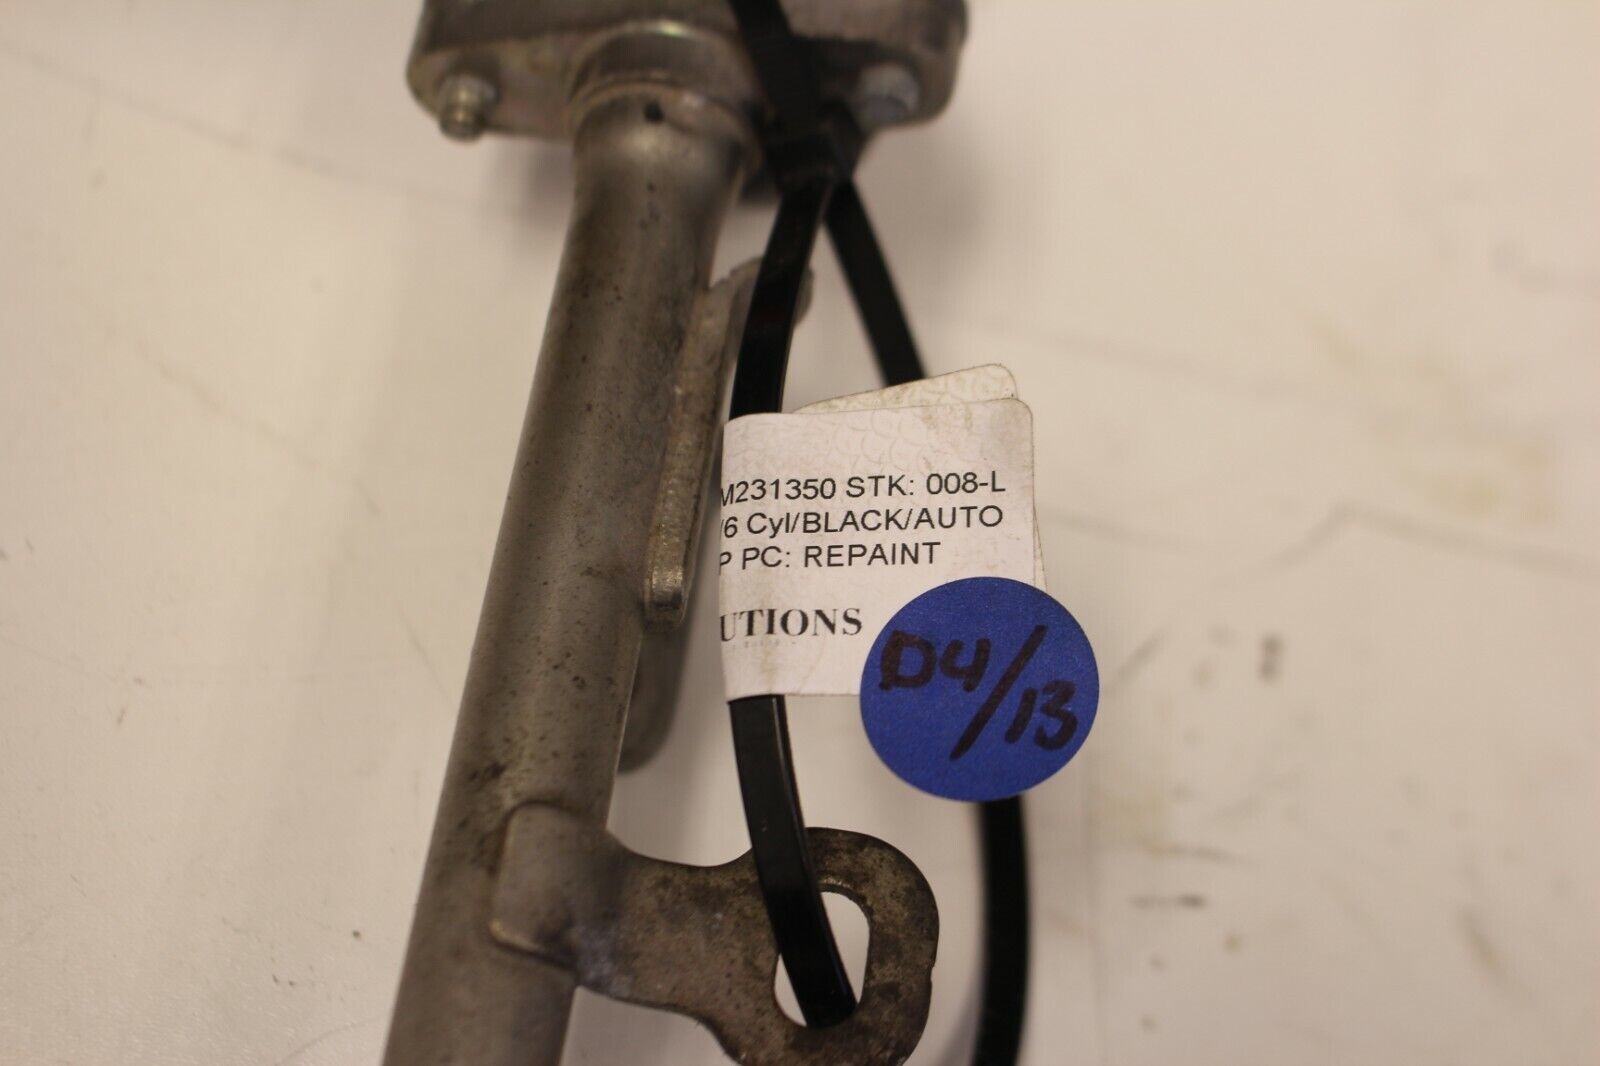 M231350 STK: 008-L
/6 Cyl/BLACK/AUTO
P PC: REPAINT
UTIONS
D4/13